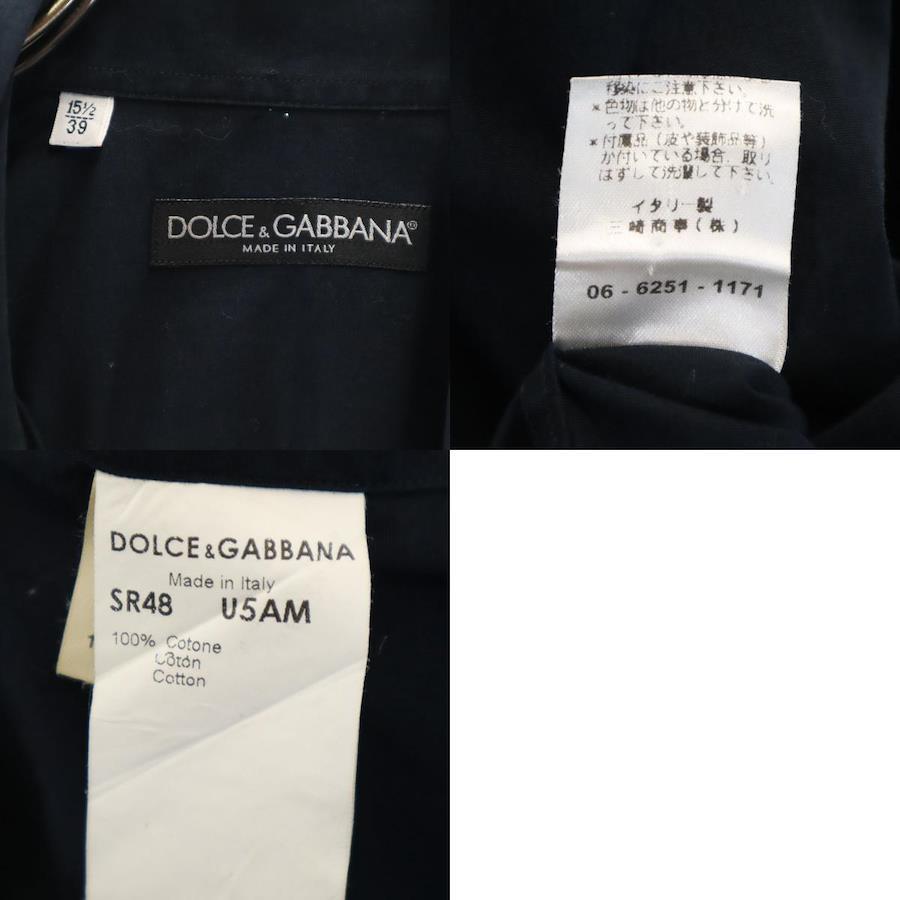 15½
39
DOLCE & GABBANA®
MADE IN ITALY
移染にご注意下さい。
※色物は他の物と分けて洗
って下さい。
※付属品（皮や装飾品等）
が付いている場合、取り
はずして洗濯して下さい。
イタリー製
三崎商事（株）
06 - 6251 - 1171
DOLCE & GABBANA
Made in Italy
SR48 U5AM
100% Cotone
Coton
Cotton